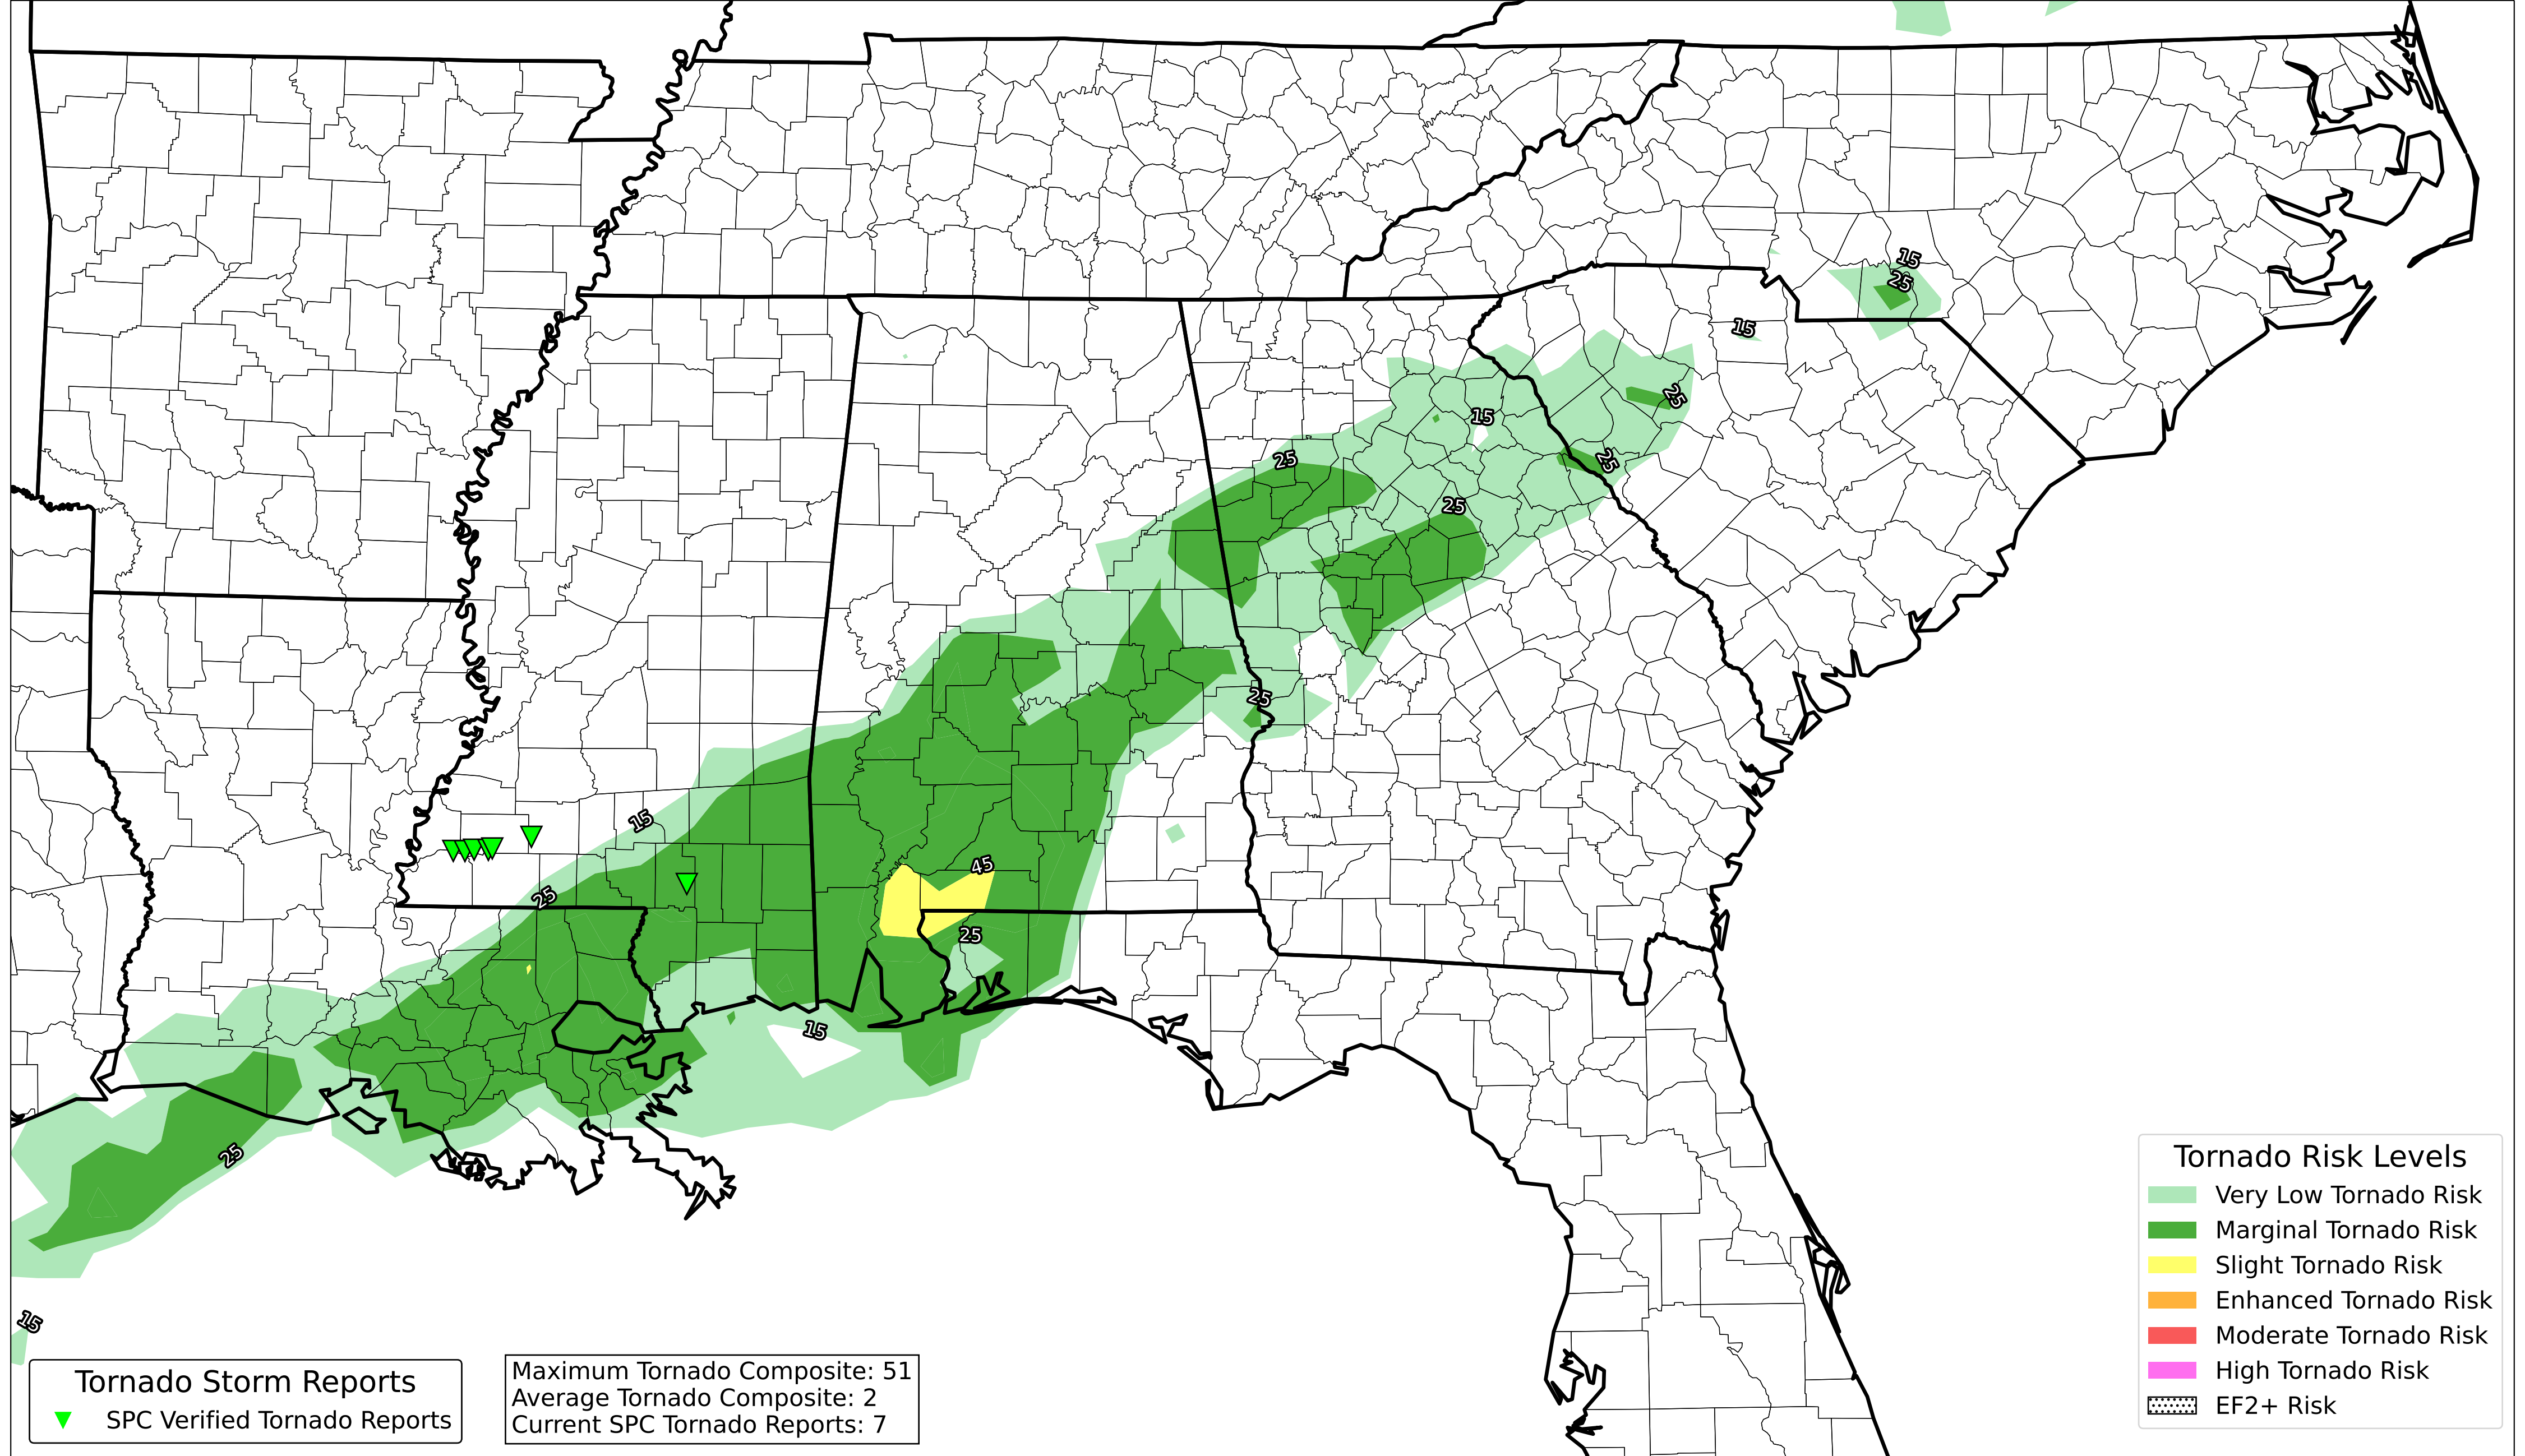 15
25
15
25
15
25
25
25
25
15
45
25
25
15
25
15
Tornado Risk Levels
Very Low Tornado Risk
Marginal Tornado Risk
Slight Tornado Risk
Enhanced Tornado Risk
Moderate Tornado Risk
High Tornado Risk
EF2+ Risk
Tornado Storm Reports
SPC Verified Tornado Reports
Maximum Tornado Composite: 51
Average Tornado Composite: 2
Current SPC Tornado Reports: 7